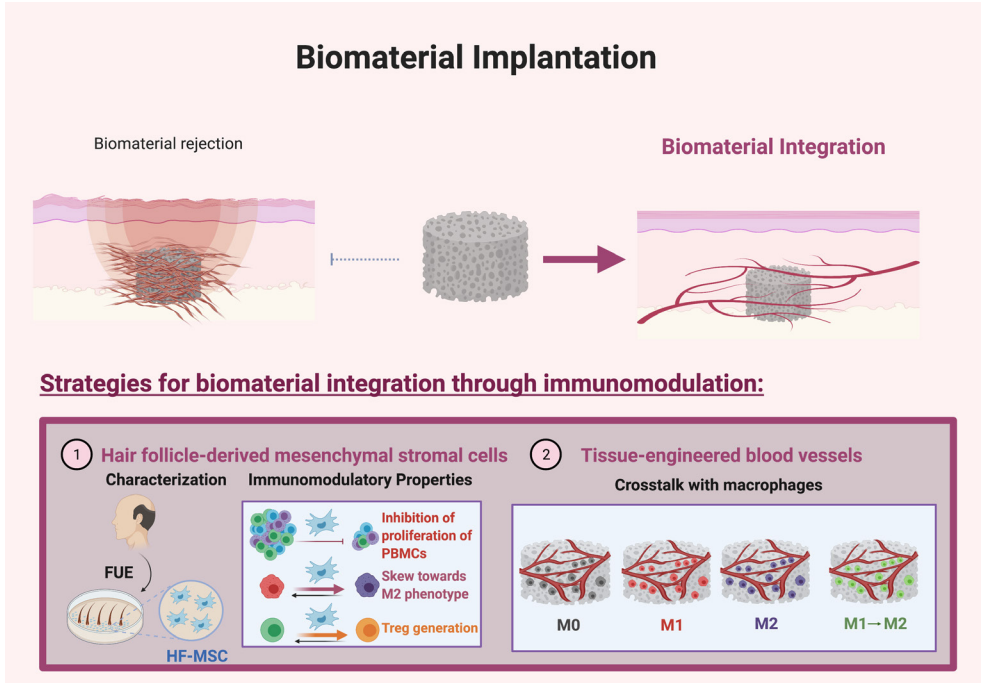 Biomaterial Implantation
Biomaterial rejection
Biomaterial Integration
Strategies for biomaterial integration through immunomodulation:
1 Hair follicle-derived mesenchymal stromal cells
Characterization
Immunomodulatory Properties
FUE
HF-MSC
Inhibition of
proliferation of
PBMCs
Skew towards
M2 phenotype
Treg generation
2 Tissue-engineered blood vessels
Crosstalk with macrophages
M0
M1
M2
M1→M2